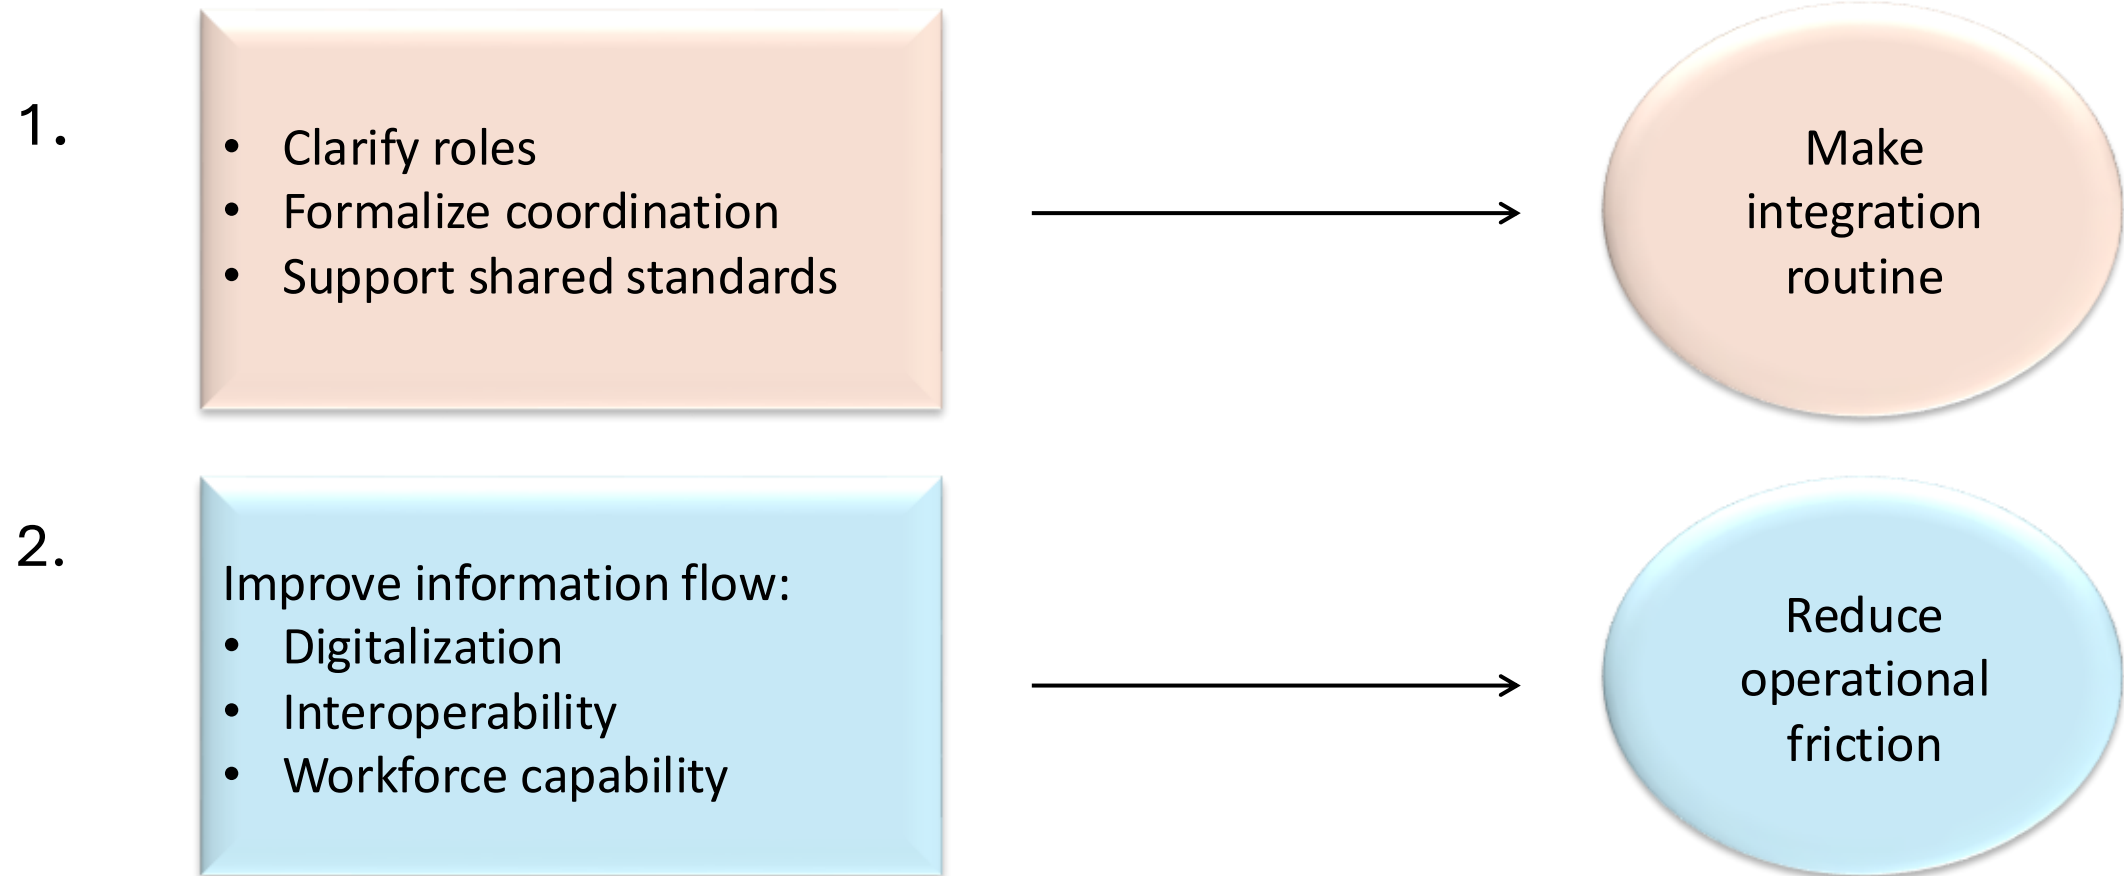 1.
• Clarify roles
• Formalize coordination
• Support shared standards
Make
integration
routine
2.
Improve information flow:
• Digitalization
• Interoperability
• Workforce capability
Reduce
operational
friction